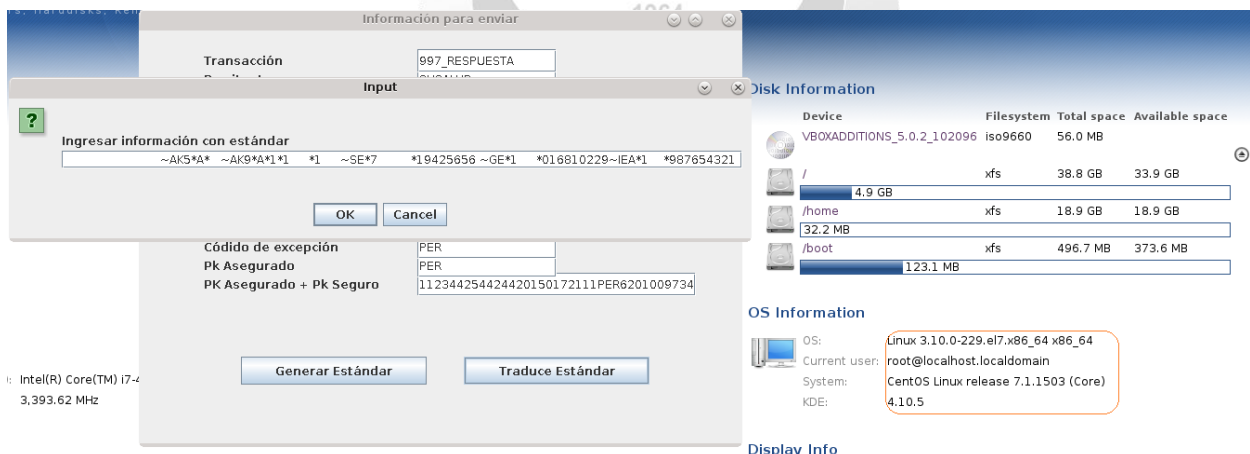 rs, Harddisks, Rem
1064
Información para enviar
Transacción 997_RESPUESTA
Input
Ingresar información con estándar
~AK5*A* ~AK9*A*1*1 *1 ~SE*7 *19425656 ~GE*1 *016810229~IEA*1 *987654321
OK Cancel
Códido de excepción PER
Pk Asegurado PER
PK Asegurado + Pk Seguro 112344254424420150172111PER6201009734
Generar Estándar Traduce Estándar
Intel(R) Core(TM) i7-4
3,393.62 MHz
Disk Information
Device Filesystem Total space Available space
VBOXADDITIONS_5.0.2_102096 iso9660 56.0 MB
/ xfs 38.8 GB 33.9 GB
4.9 GB
/home xfs 18.9 GB 18.9 GB
32.2 MB
/boot xfs 496.7 MB 373.6 MB
123.1 MB
OS Information
OS: Linux 3.10.0-229.el7.x86_64 x86_64
Current user: root@localhost.localdomain
System: CentOS Linux release 7.1.1503 (Core)
KDE: 4.10.5
Display Info